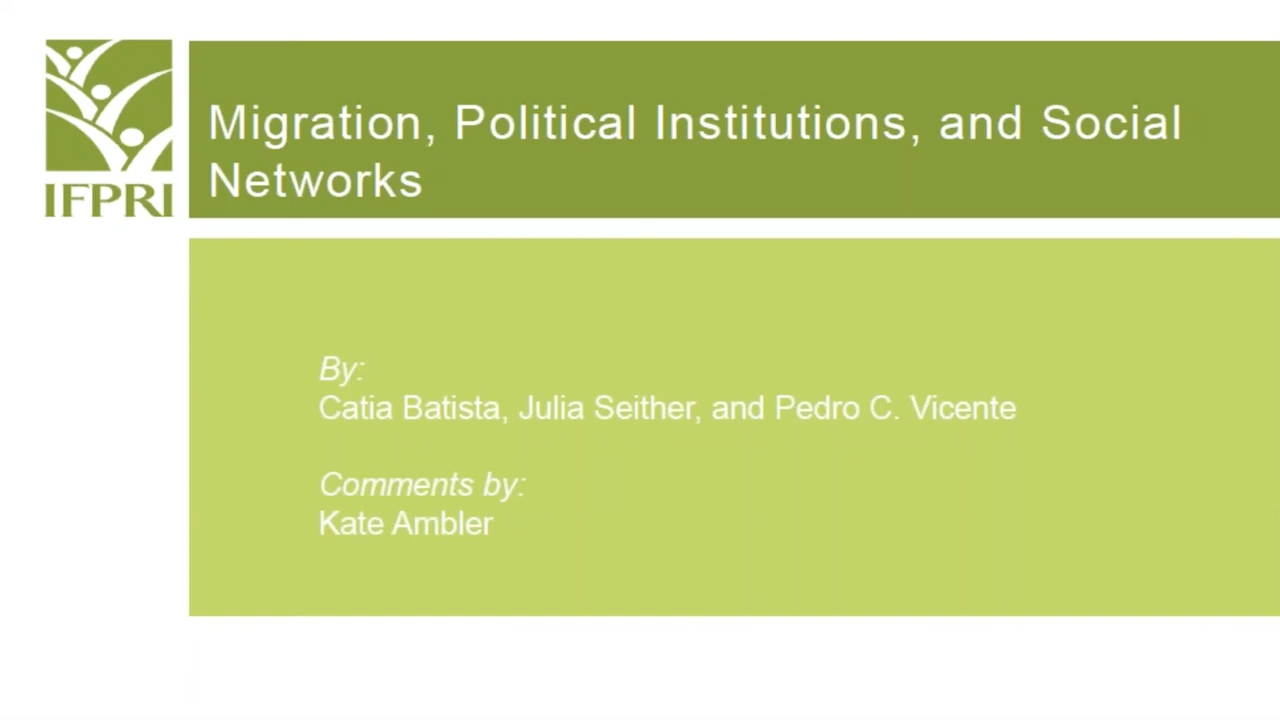 IFPRI
Migration, Political Institutions, and Social
Networks
By:
Catia Batista, Julia Seither, and Pedro C. Vicente
Comments by:
Kate Ambler